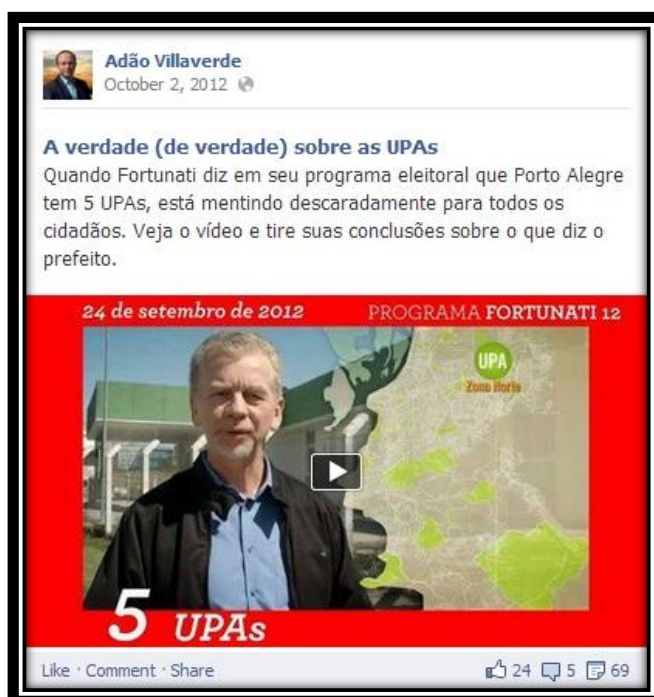 Adão Villaverde
October 2, 2012
A verdade (de verdade) sobre as UPAs
Quando Fortunati diz em seu programa eleitoral que Porto Alegre
tem 5 UPAs, está mentindo descaradamente para todos os
cidadãos. Veja o vídeo e tire suas conclusões sobre o que diz o
prefeito.
24 de setembro de 2012 PROGRAMA FORTUNATI 12
UPA
Zona Norte
5 UPAs
Like · Comment · Share 24 5 69